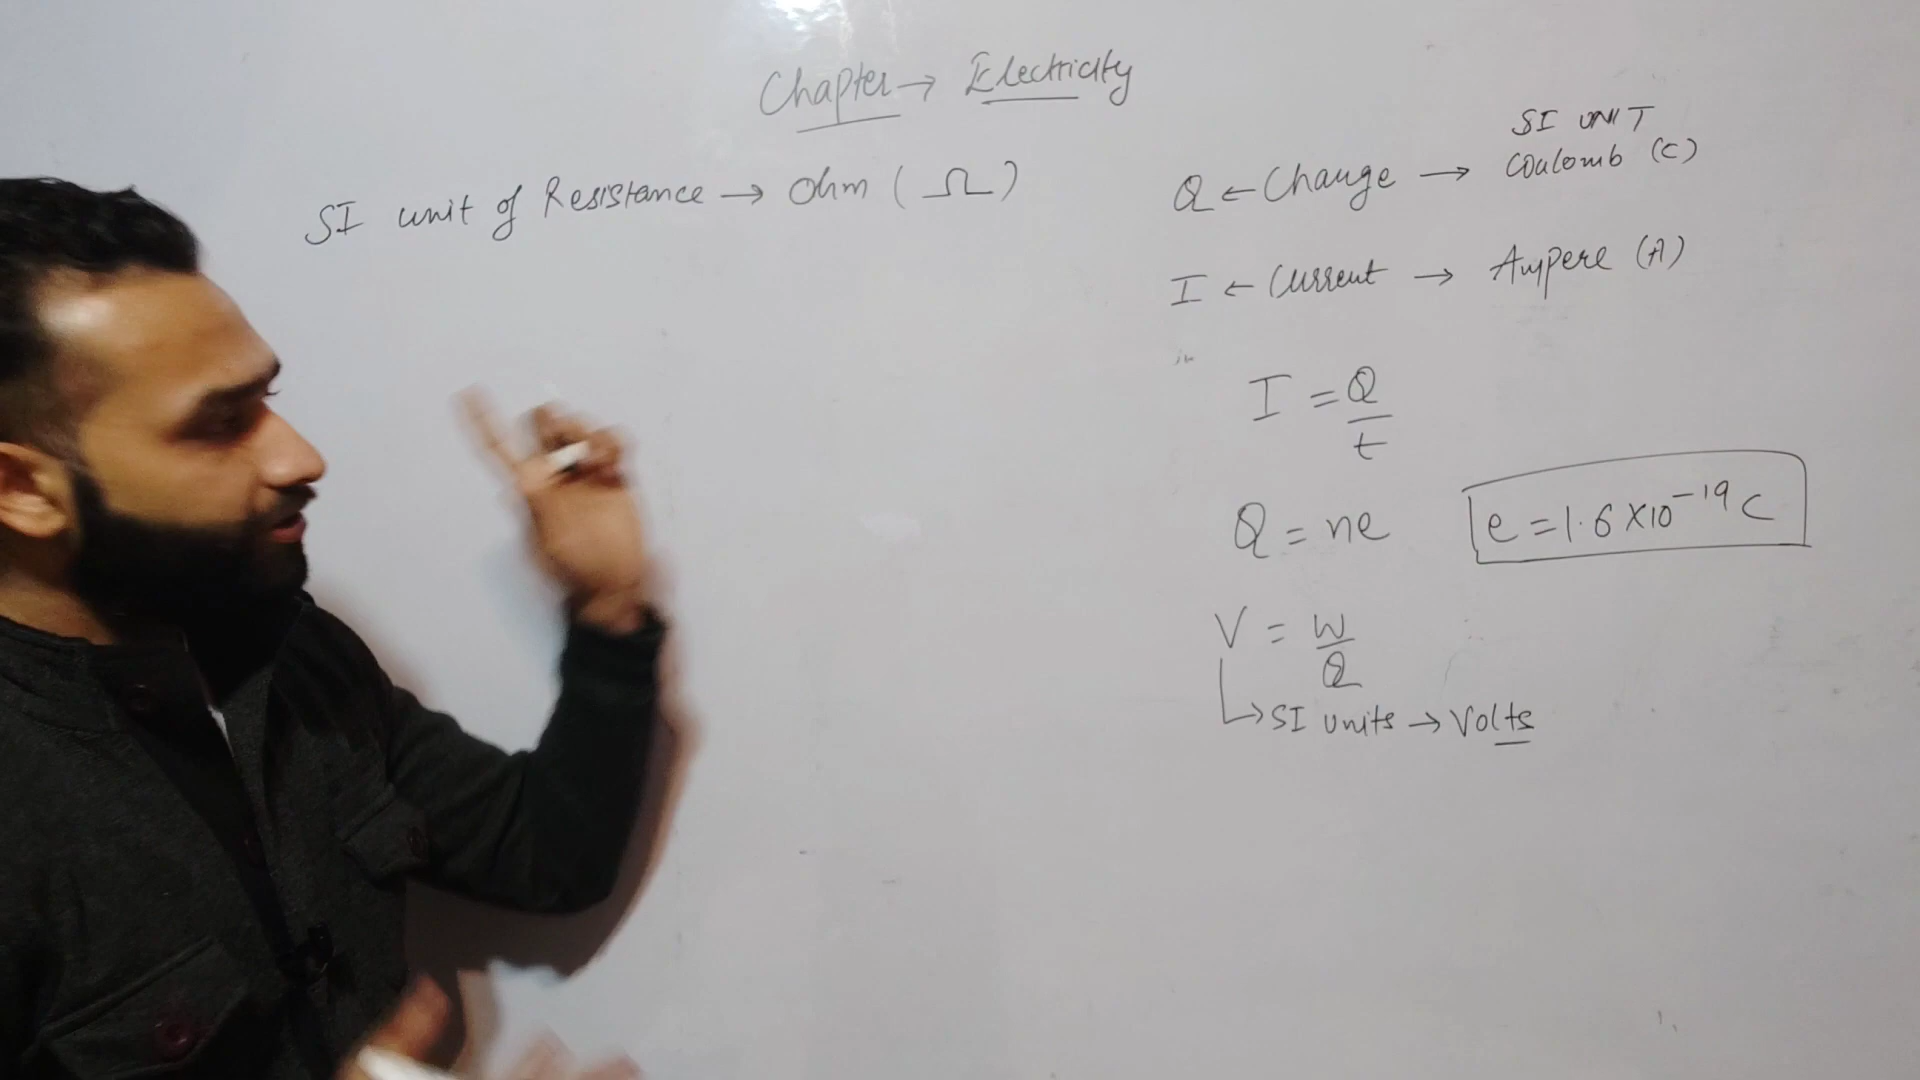 Chapter → Electricity
SI unit of Resistance → Ohm (Ω)
SI UNIT
Q ← Charge → Coulomb (C)
I ← Current → Ampere (A)
I = Q/t
Q = ne
e = 1.6 X 10⁻¹⁹ C
V = W/Q
↳ SI units → Volts